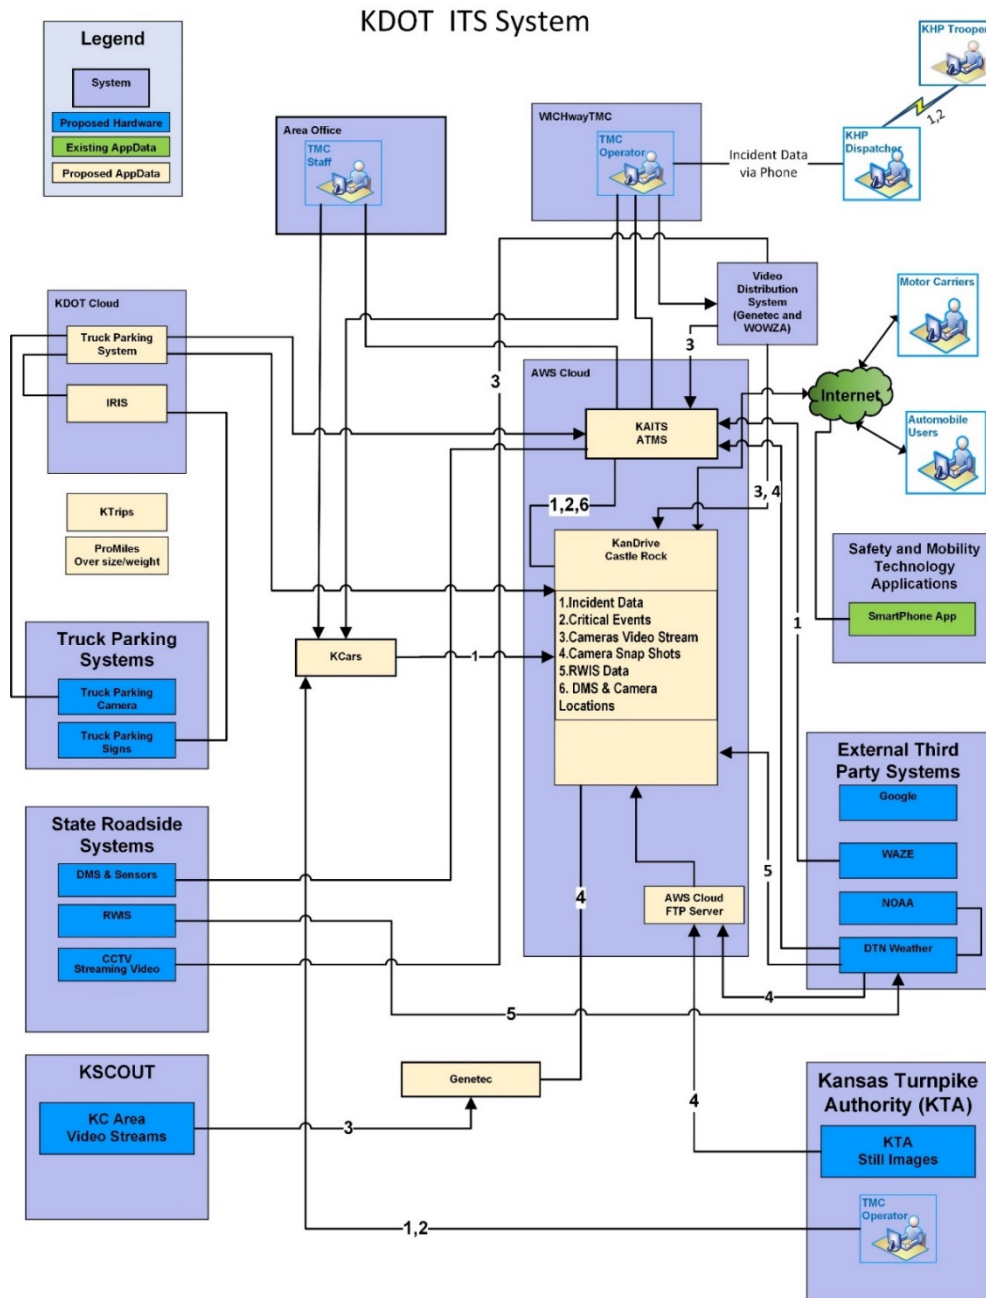 KDOT ITS System
Legend
System
Proposed Hardware
Existing AppData
Proposed AppData
Area Office
TMC
Staff
WICHwayTMC
TMC
Operator
Incident Data
via Phone
KHP Trooper
1,2
KHP
Dispatcher
KDOT Cloud
Truck Parking
System
IRIS
KTrips
ProMiles
Over size/weight
Video
Distribution
System
(Genetec and
WOWZA)
3
3
3, 4
Motor Carriers
Internet
Automobile
Users
AWS Cloud
KAITS
ATMS
1,2,6
KanDrive
Castle Rock
1.Incident Data
2.Critical Events
3.Cameras Video Stream
4.Camera Snap Shots
5.RWIS Data
6. DMS & Camera
Locations
Safety and Mobility
Technology
Applications
SmartPhone App
1
KCars
1
Truck Parking
Systems
Truck Parking
Camera
Truck Parking
Signs
State Roadside
Systems
DMS & Sensors
RWIS
CCTV
Streaming Video
External Third
Party Systems
Google
WAZE
NOAA
DTN Weather
5
4
AWS Cloud
FTP Server
4
5
KSCOUT
KC Area
Video Streams
3
Genetec
4
Kansas Turnpike
Authority (KTA)
KTA
Still Images
TMC
Operator
1,2